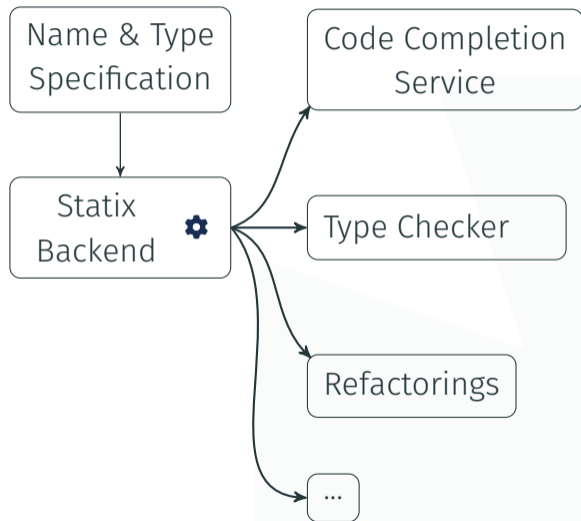 Name & Type
Specification
Code Completion
Service
Statix
Backend
Type Checker
Refactorings
...